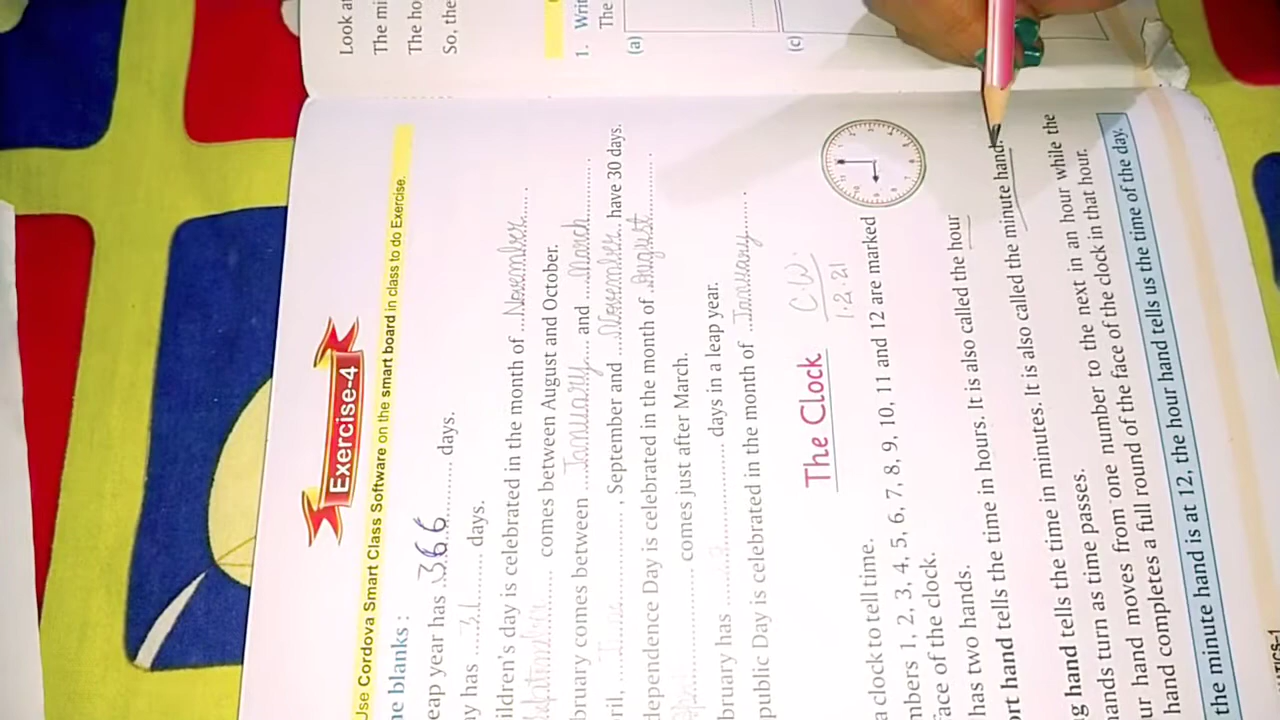 Look at
The mi
The ho
So, the
1. Writ
The
(a)
(c)
Exercise-4
Use Cordova Smart Class Software on the smart board in class to do Exercise.
he blanks :
eap year has 366 days.
y has 31 days.
ildren's day is celebrated in the month of November
September comes between August and October.
bruary comes between January and March
ril, June, September and November have 30 days.
dependence Day is celebrated in the month of August
comes just after March.
bruary has days in a leap year.
public Day is celebrated in the month of January
The Clock C.W.
1.2.21
a clock to tell time.
mbers 1, 2, 3, 4, 5, 6, 7, 8, 9, 10, 11 and 12 are marked
face of the clock.
has two hands.
ort hand tells the time in hours. It is also called the hour
g hand tells the time in minutes. It is also called the minute hand.
hands turn as time passes.
ur hand moves from one number to the next in an hour while the
hand completes a full round of the face of the clock in that hour.
the minute hand is at 12, the hour hand tells us the time of the day.